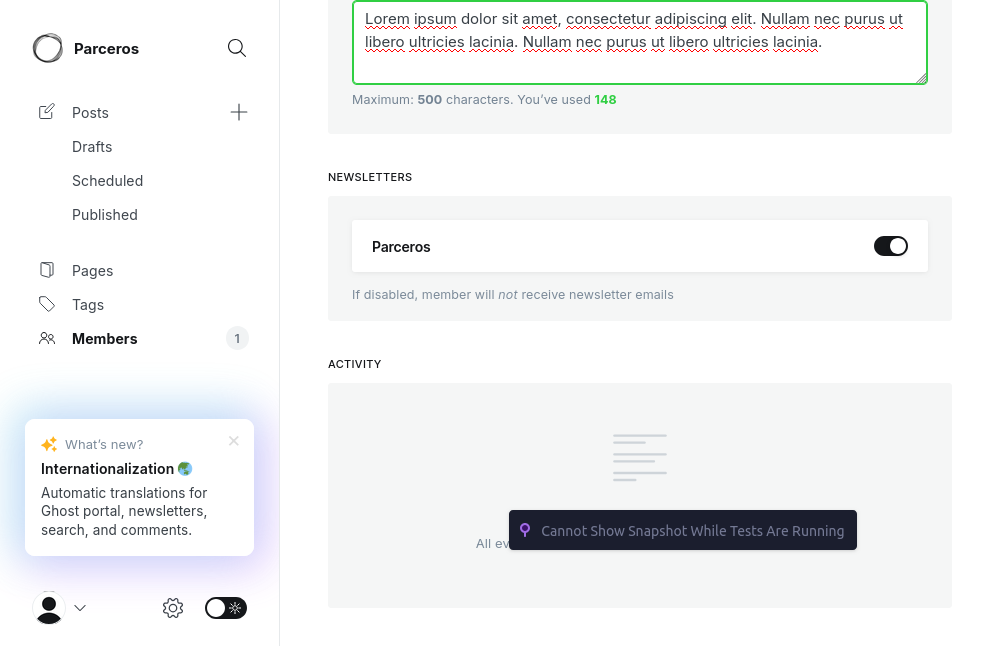 Parceros
Posts
Drafts
Scheduled
Published
Pages
Tags
Members
1
What's new?
Internationalization
Automatic translations for
Ghost portal, newsletters,
search, and comments.
Lorem ipsum dolor sit amet, consectetur adipiscing elit. Nullam nec purus ut
libero ultricies lacinia. Nullam nec purus ut libero ultricies lacinia.
Maximum: 500 characters. You've used 148
NEWSLETTERS
Parceros
If disabled, member will not receive newsletter emails
ACTIVITY
All
Cannot Show Snapshot While Tests Are Running